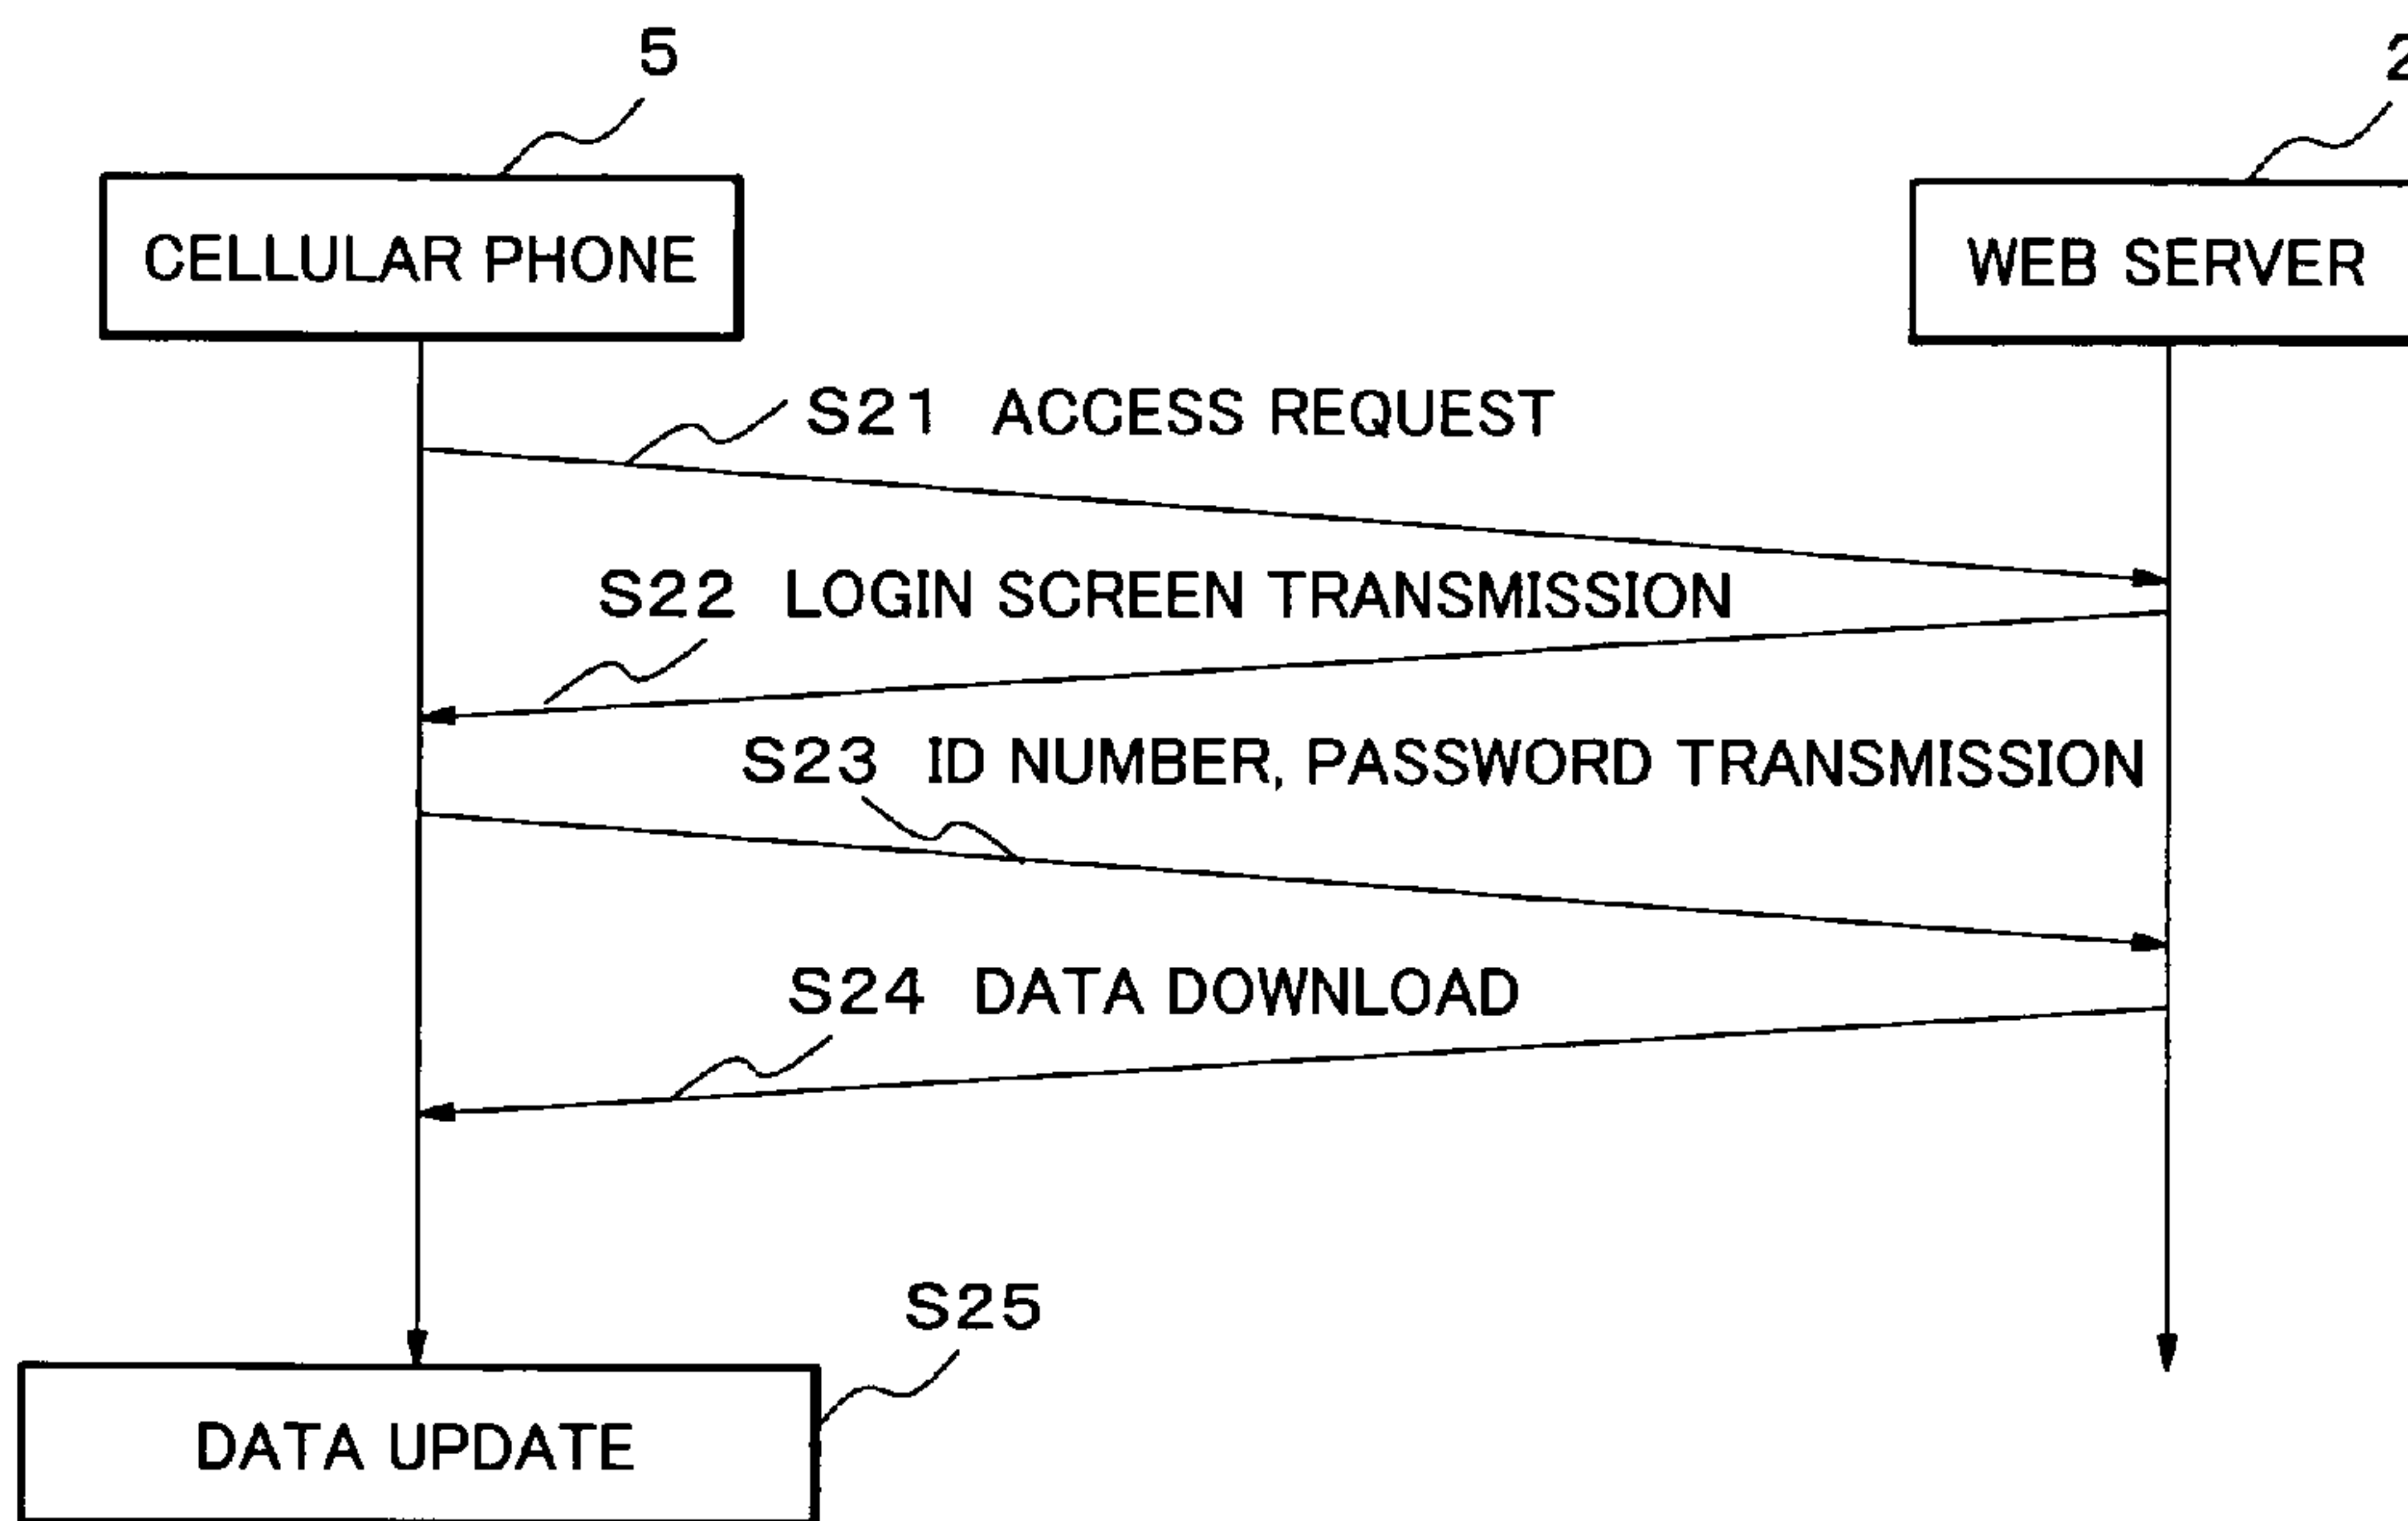 5
2
CELLULAR PHONE
WEB SERVER
S21 ACCESS REQUEST
S22 LOGIN SCREEN TRANSMISSION
S23 ID NUMBER, PASSWORD TRANSMISSION
S24 DATA DOWNLOAD
S25
DATA UPDATE